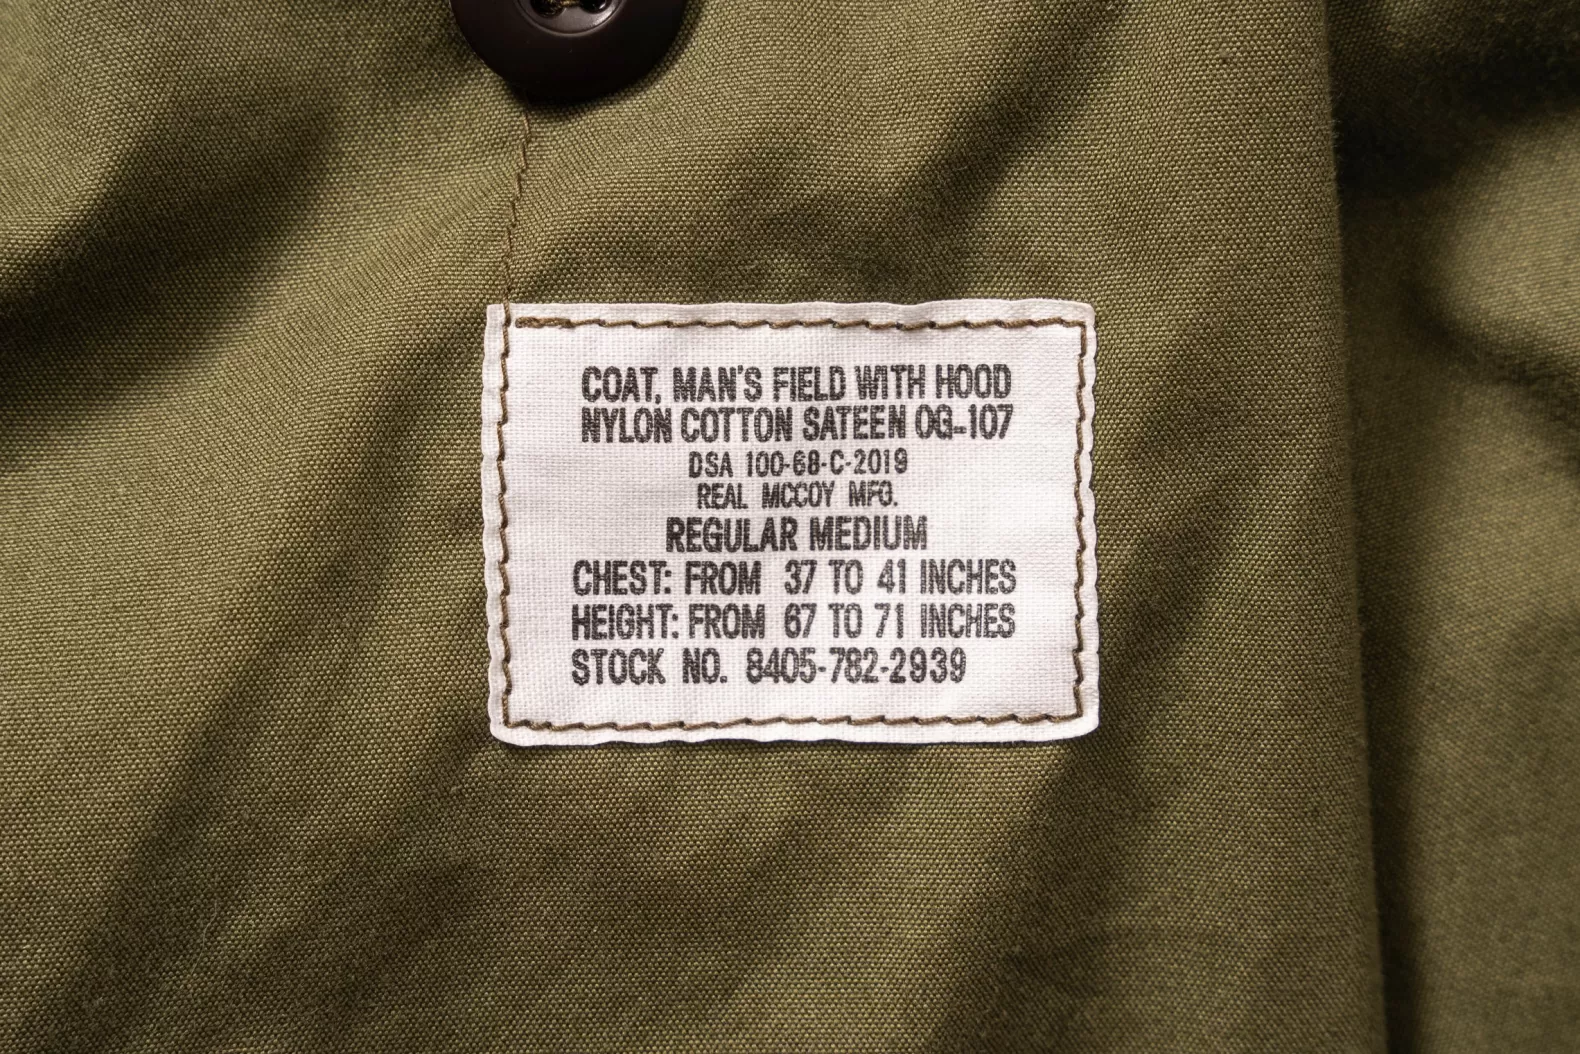 COAT, MAN'S FIELD WITH HOOD
NYLON COTTON SATEEN OG-107
DSA 100-68-C-2019
REAL MCCOY MFG.
REGULAR MEDIUM
CHEST: FROM 37 TO 41 INCHES
HEIGHT: FROM 67 TO 71 INCHES
STOCK NO. 8405-782-2939